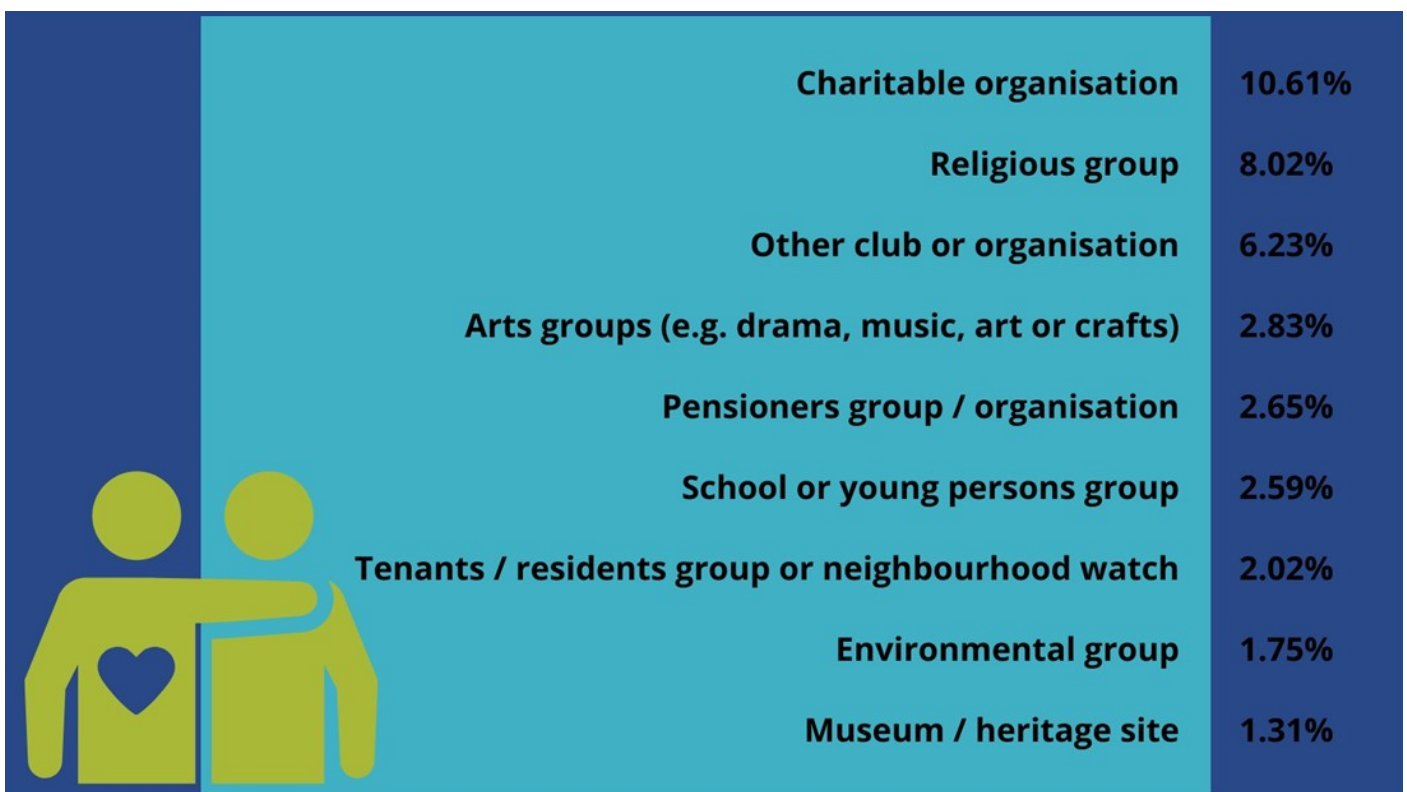 Charitable organisation 10.61%
Religious group 8.02%
Other club or organisation 6.23%
Arts groups (e.g. drama, music, art or crafts) 2.83%
Pensioners group / organisation 2.65%
School or young persons group 2.59%
Tenants / residents group or neighbourhood watch 2.02%
Environmental group 1.75%
Museum / heritage site 1.31%